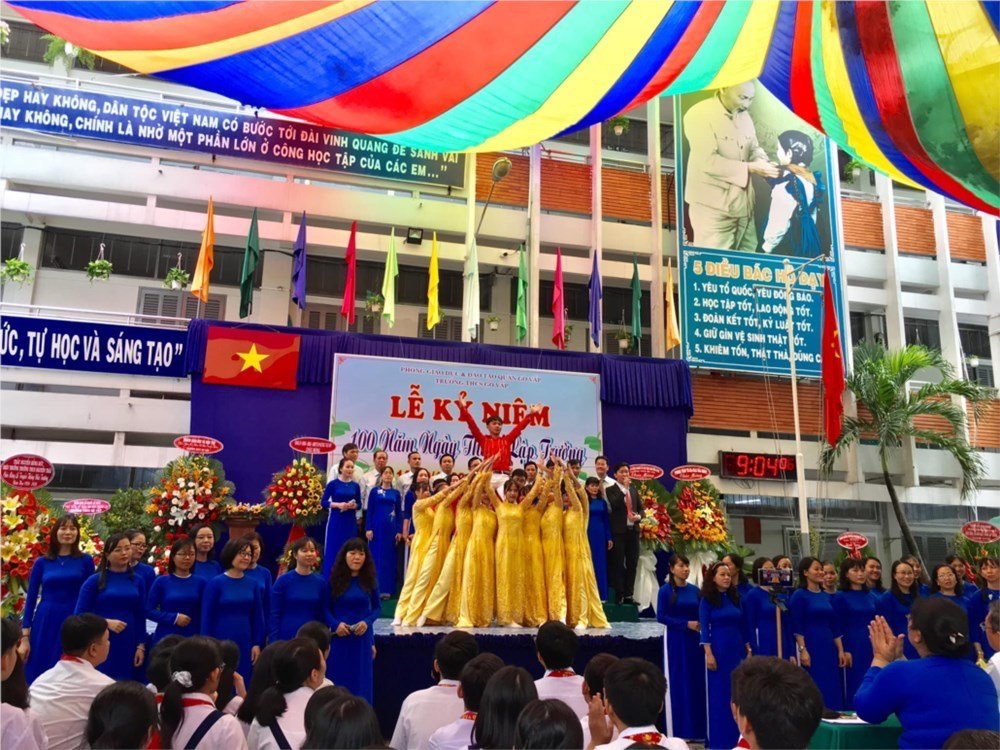 ĐẸP HAY KHÔNG, DÂN TỘC VIỆT NAM CÓ BƯỚC TỚI ĐÀI VINH QUANG ĐỂ SÁNH VAI
HAY KHÔNG, CHÍNH LÀ NHỜ MỘT PHẦN LỚN Ở CÔNG HỌC TẬP CỦA CÁC EM..."
5 ĐIỀU BÁC HỒ DẠY
1. YÊU TỔ QUỐC, YÊU ĐỒNG BÀO.
2. HỌC TẬP TỐT, LAO ĐỘNG TỐT.
3. ĐOÀN KẾT TỐT, KỶ LUẬT TỐT.
4. GIỮ GÌN VỆ SINH THẬT TỐT.
5. KHIÊM TỐN, THẬT THÀ, DŨNG CẢ
ỨC, TỰ HỌC VÀ SÁNG TẠO"
PHÒNG GIÁO DỤC & ĐÀO TẠO QUẬN GÒ VẤP
TRƯỜNG THCS GÒ VẤP
LỄ KỶ NIỆM
100 Năm Ngày Thành Lập Trường
9:04